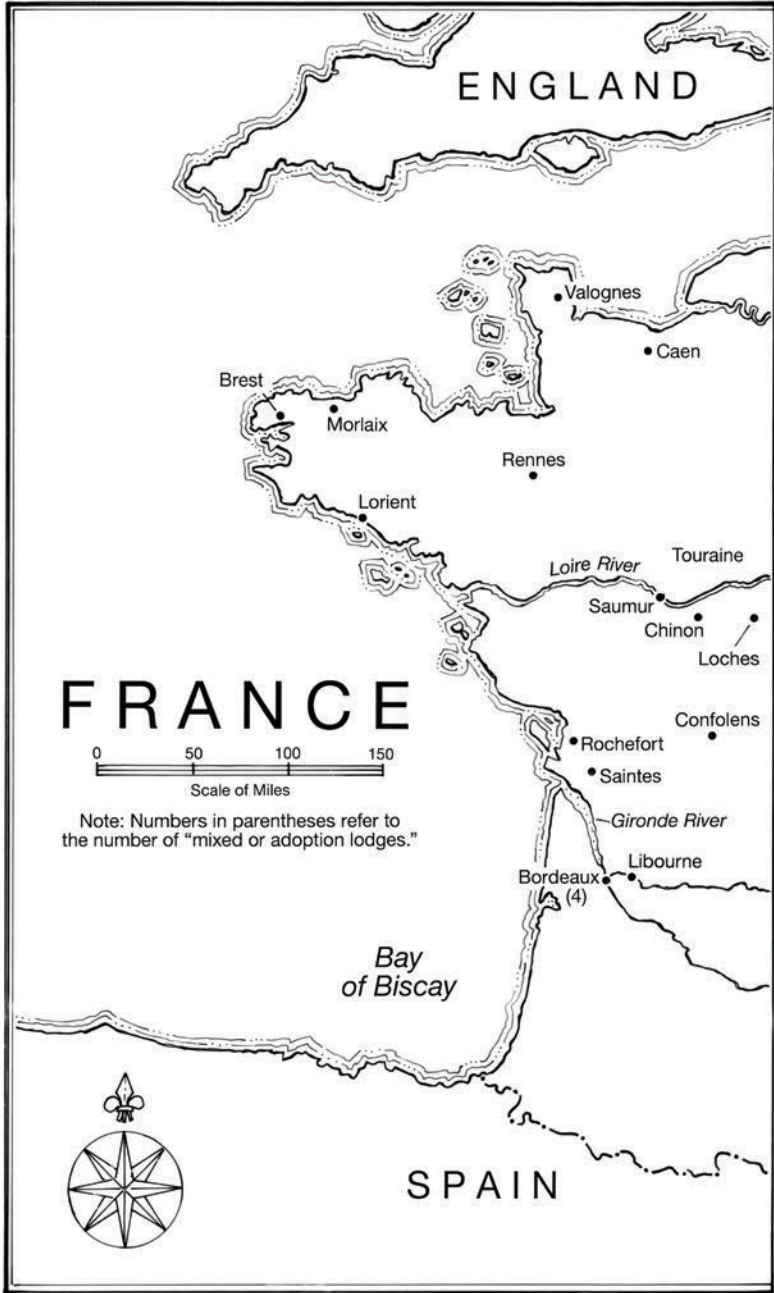 ENGLAND
Valognes
Caen
Brest
Morlaix
Rennes
Lorient
Loire River
Touraine
Saumur
Chinon
Loches
FRANCE
0 50 100 150
Scale of Miles
Note: Numbers in parentheses refer to
the number of “mixed or adoption lodges.”
Confolens
Rochefort
Saintes
Gironde River
Libourne
Bordeaux
(4)
Bay
of Biscay
SPAIN